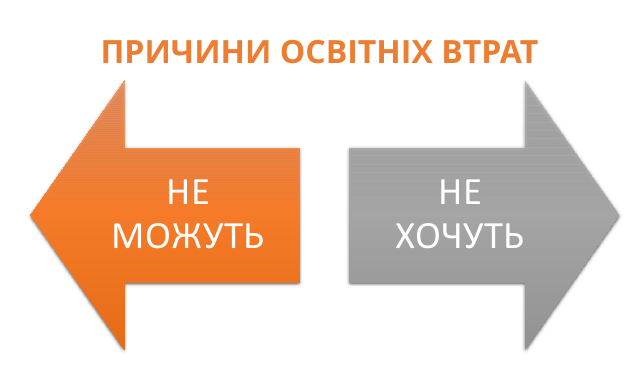 ПРИЧИНИ ОСВІТНІХ ВТРАТ
НЕ
МОЖУТЬ
НЕ
ХОЧУТЬ